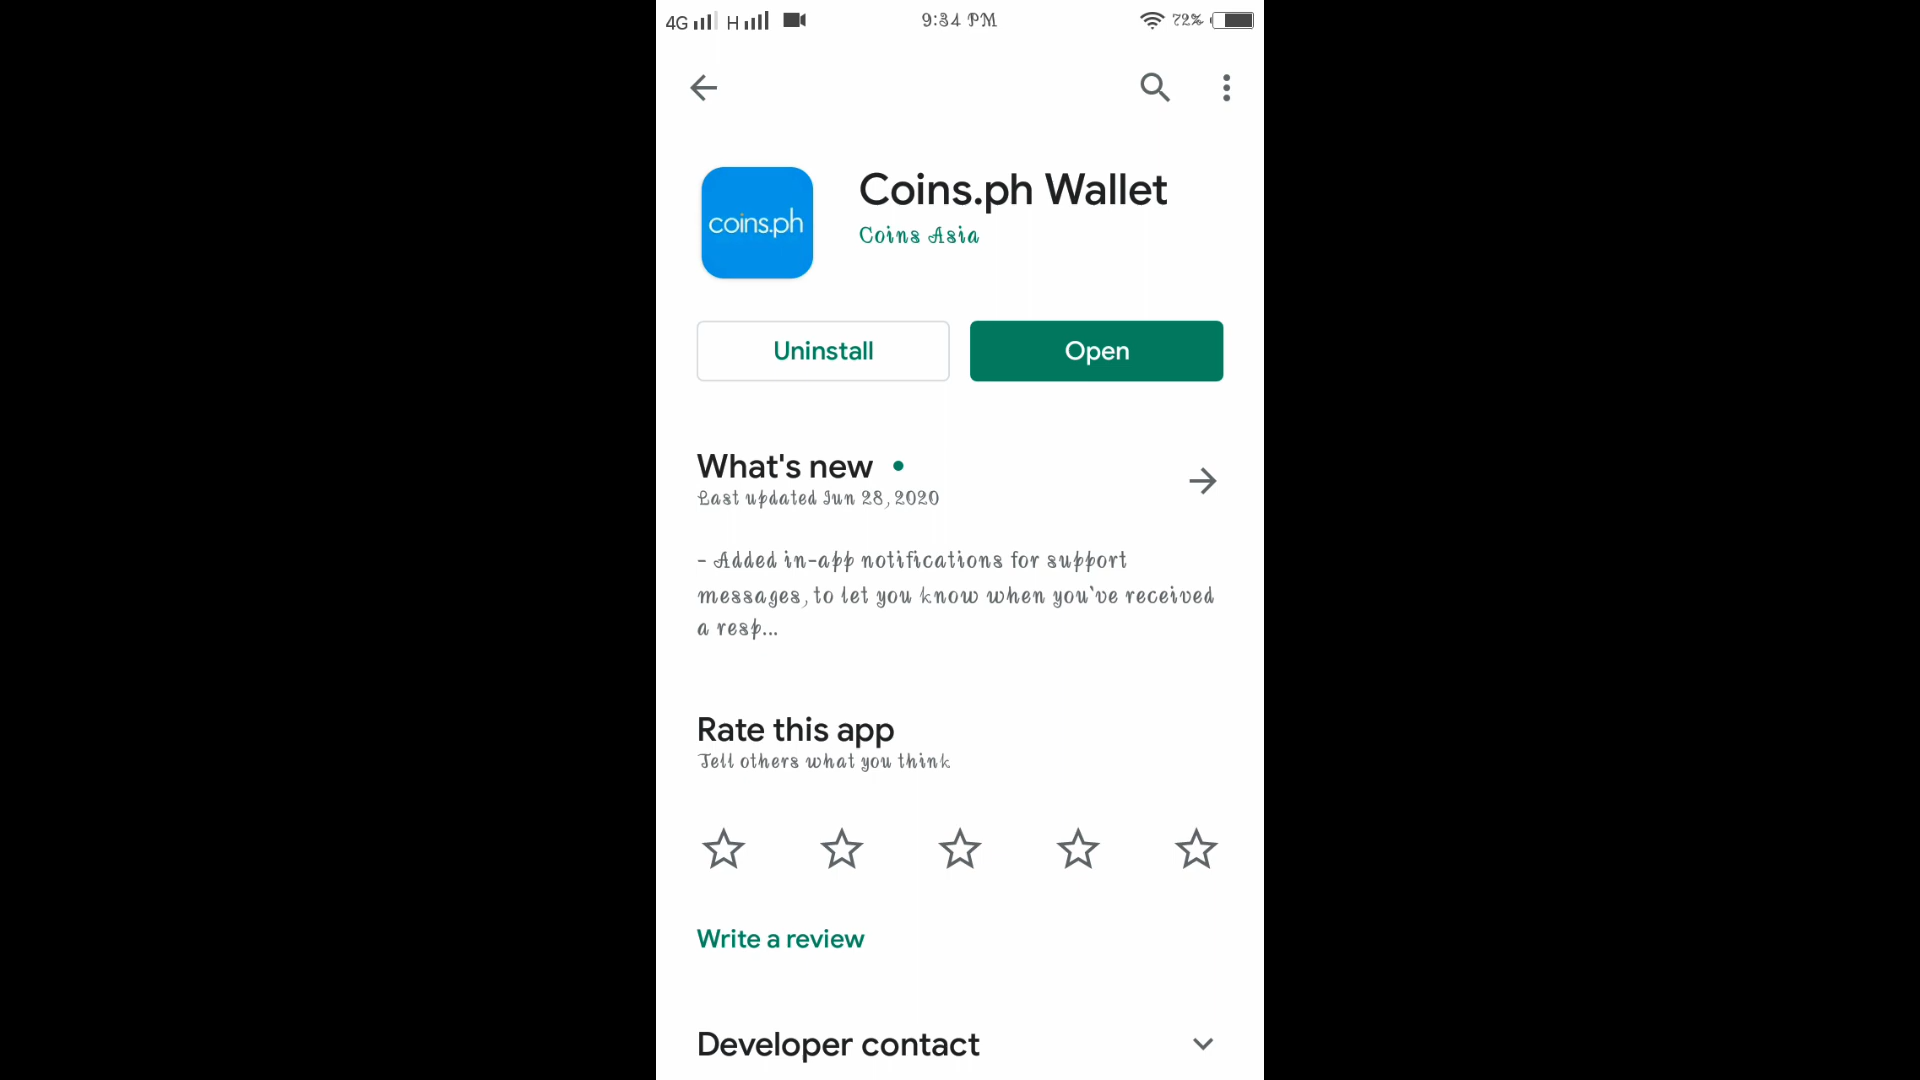 4G H 9:34 PM 72%
coins.ph
Coins.ph Wallet
Coins Asia
Uninstall Open
What's new
Last updated Jun 28, 2020
- Added in-app notifications for support
messages, to let you know when you've received
a resp...
Rate this app
Tell others what you think
Write a review
Developer contact